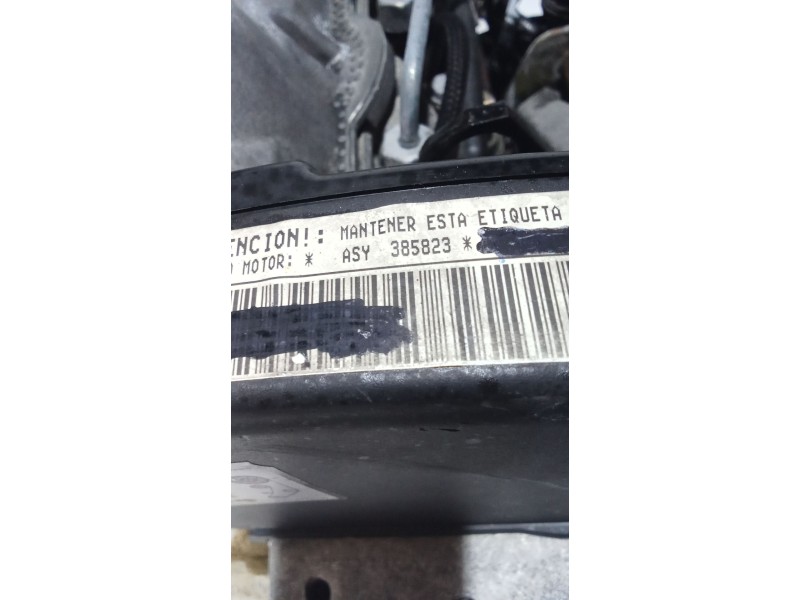 ENCION!: MANTENER ESTA ETIQUETA
MOTOR: * ASY 385823 *